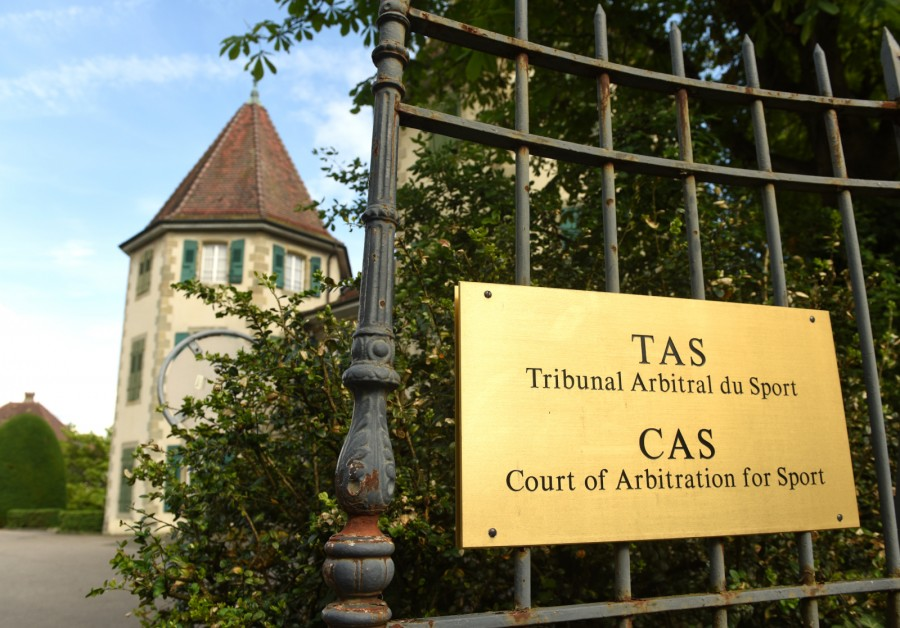 TAS
Tribunal Arbitral du Sport
CAS
Court of Arbitration for Sport